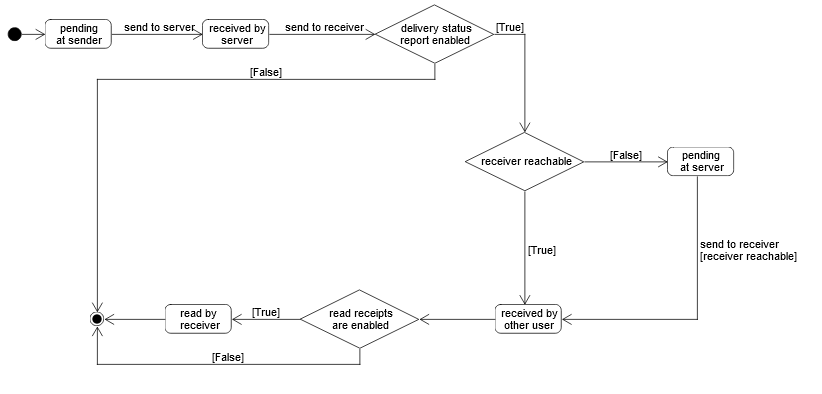 pending
at sender
send to server
received by
server
send to receiver
delivery status
report enabled
[True]
[False]
receiver reachable
[False]
pending
at server
[True]
send to receiver
[receiver reachable]
read by
receiver
[True]
read receipts
are enabled
received by
other user
[False]